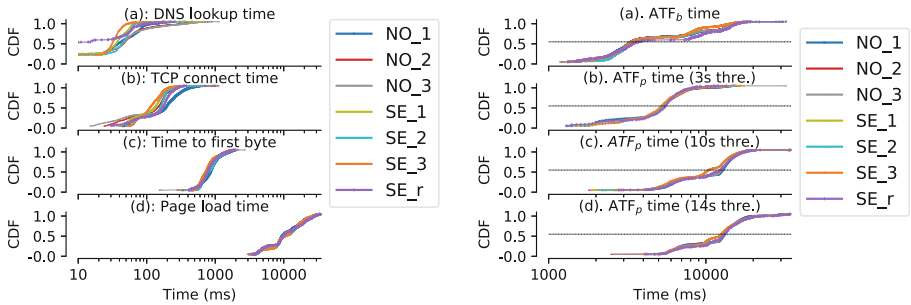 (a): DNS lookup time
CDF
1.0
0.5
-0.0
(b): TCP connect time
CDF
1.0
0.5
-0.0
(c): Time to first byte
CDF
1.0
0.5
-0.0
(d): Page load time
CDF
1.0
0.5
-0.0
10 100 1000 10000
Time (ms)
NO_1
NO_2
NO_3
SE_1
SE_2
SE_3
SE_r
(a). ATF_b time
CDF
1.0
0.5
-0.0
(b). ATF_p time (3s thre.)
CDF
1.0
0.5
-0.0
(c). ATF_p time (10s thre.)
CDF
1.0
0.5
-0.0
(d). ATF_p time (14s thre.)
CDF
1.0
0.5
-0.0
1000 10000
Time (ms)
NO_1
NO_2
NO_3
SE_1
SE_2
SE_3
SE_r